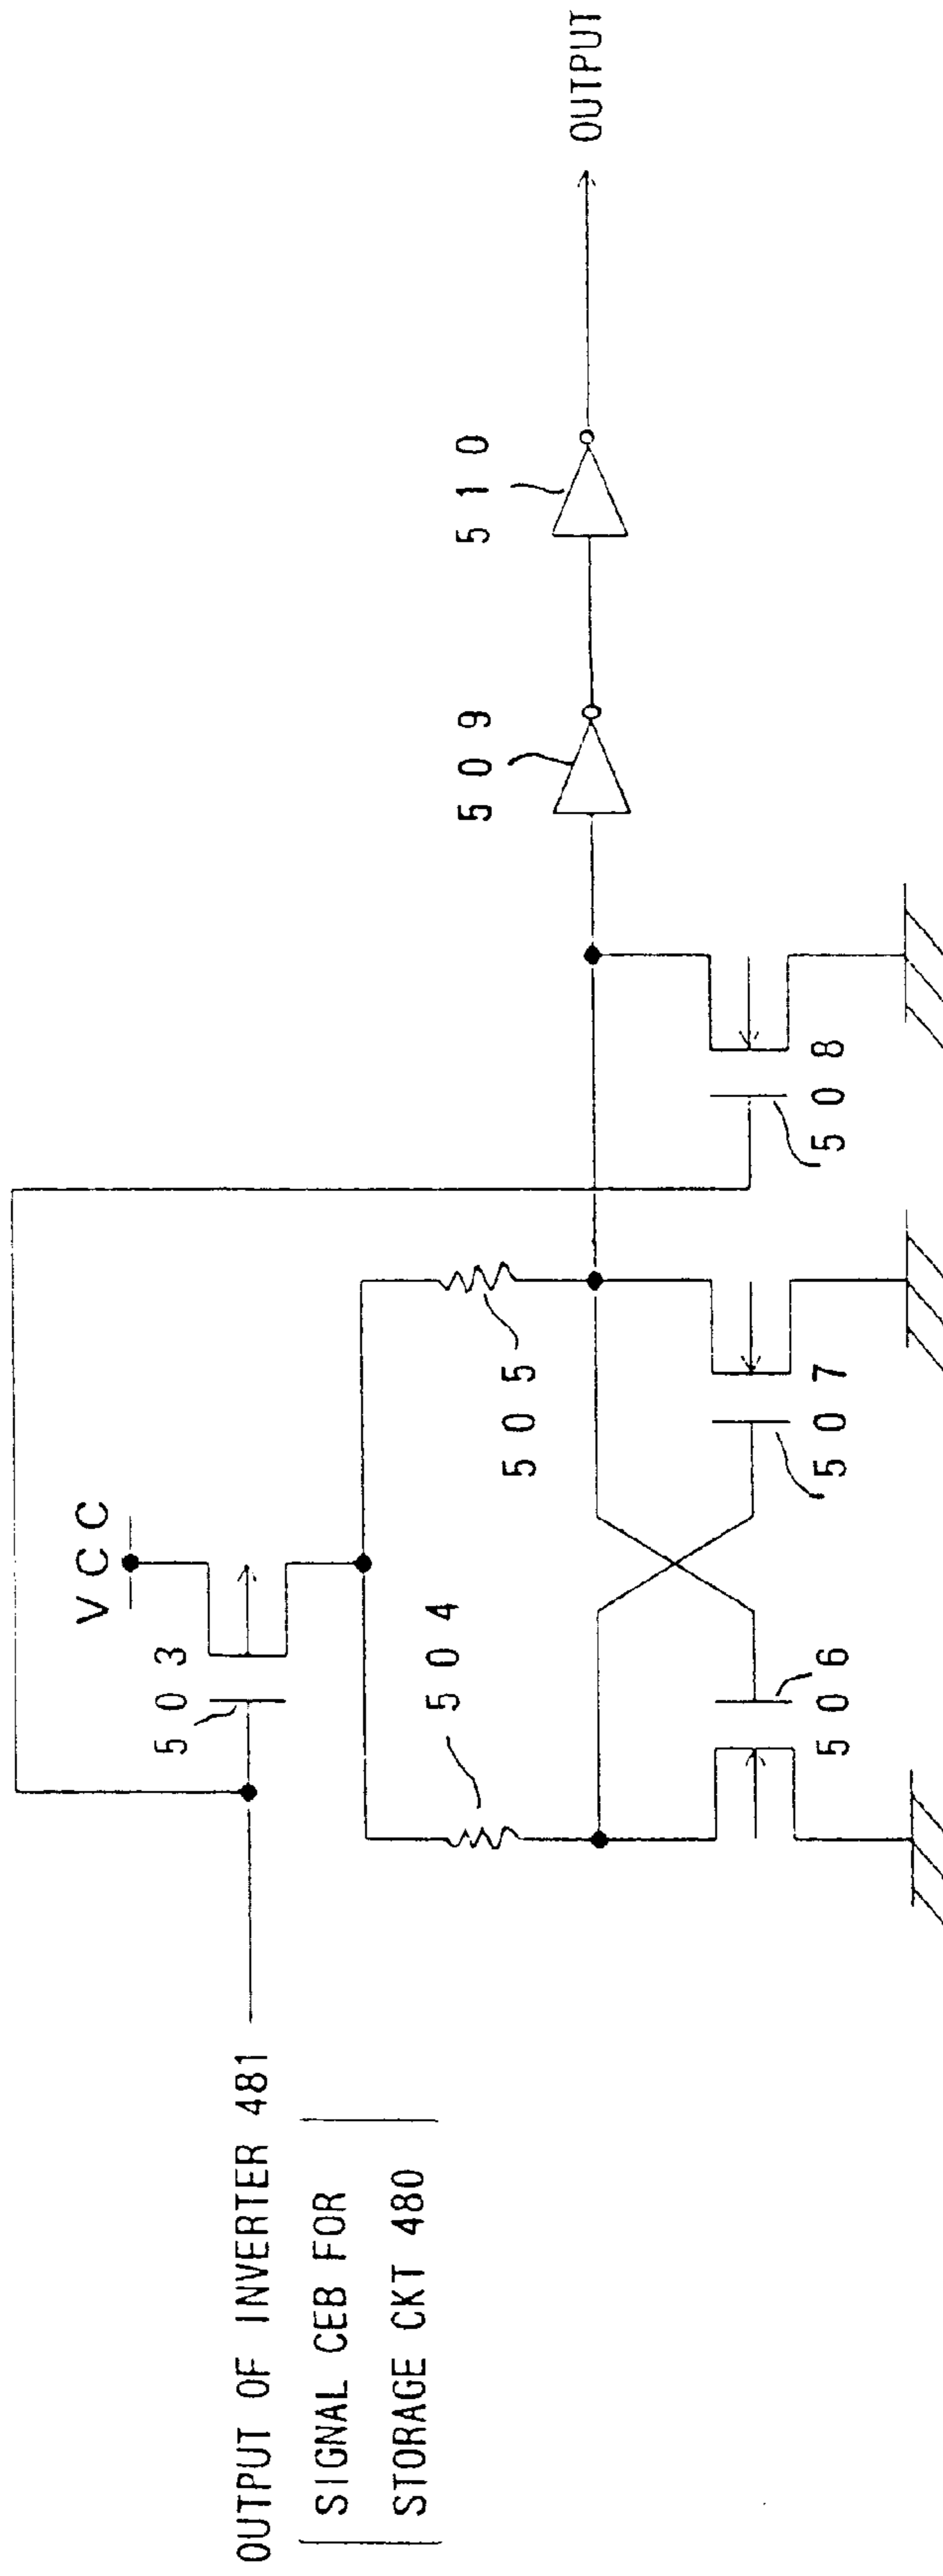 VCC
503
OUTPUT OF INVERTER 481
SIGNAL CEB FOR
STORAGE CKT 480
504
505
506
507
508
509
510
OUTPUT